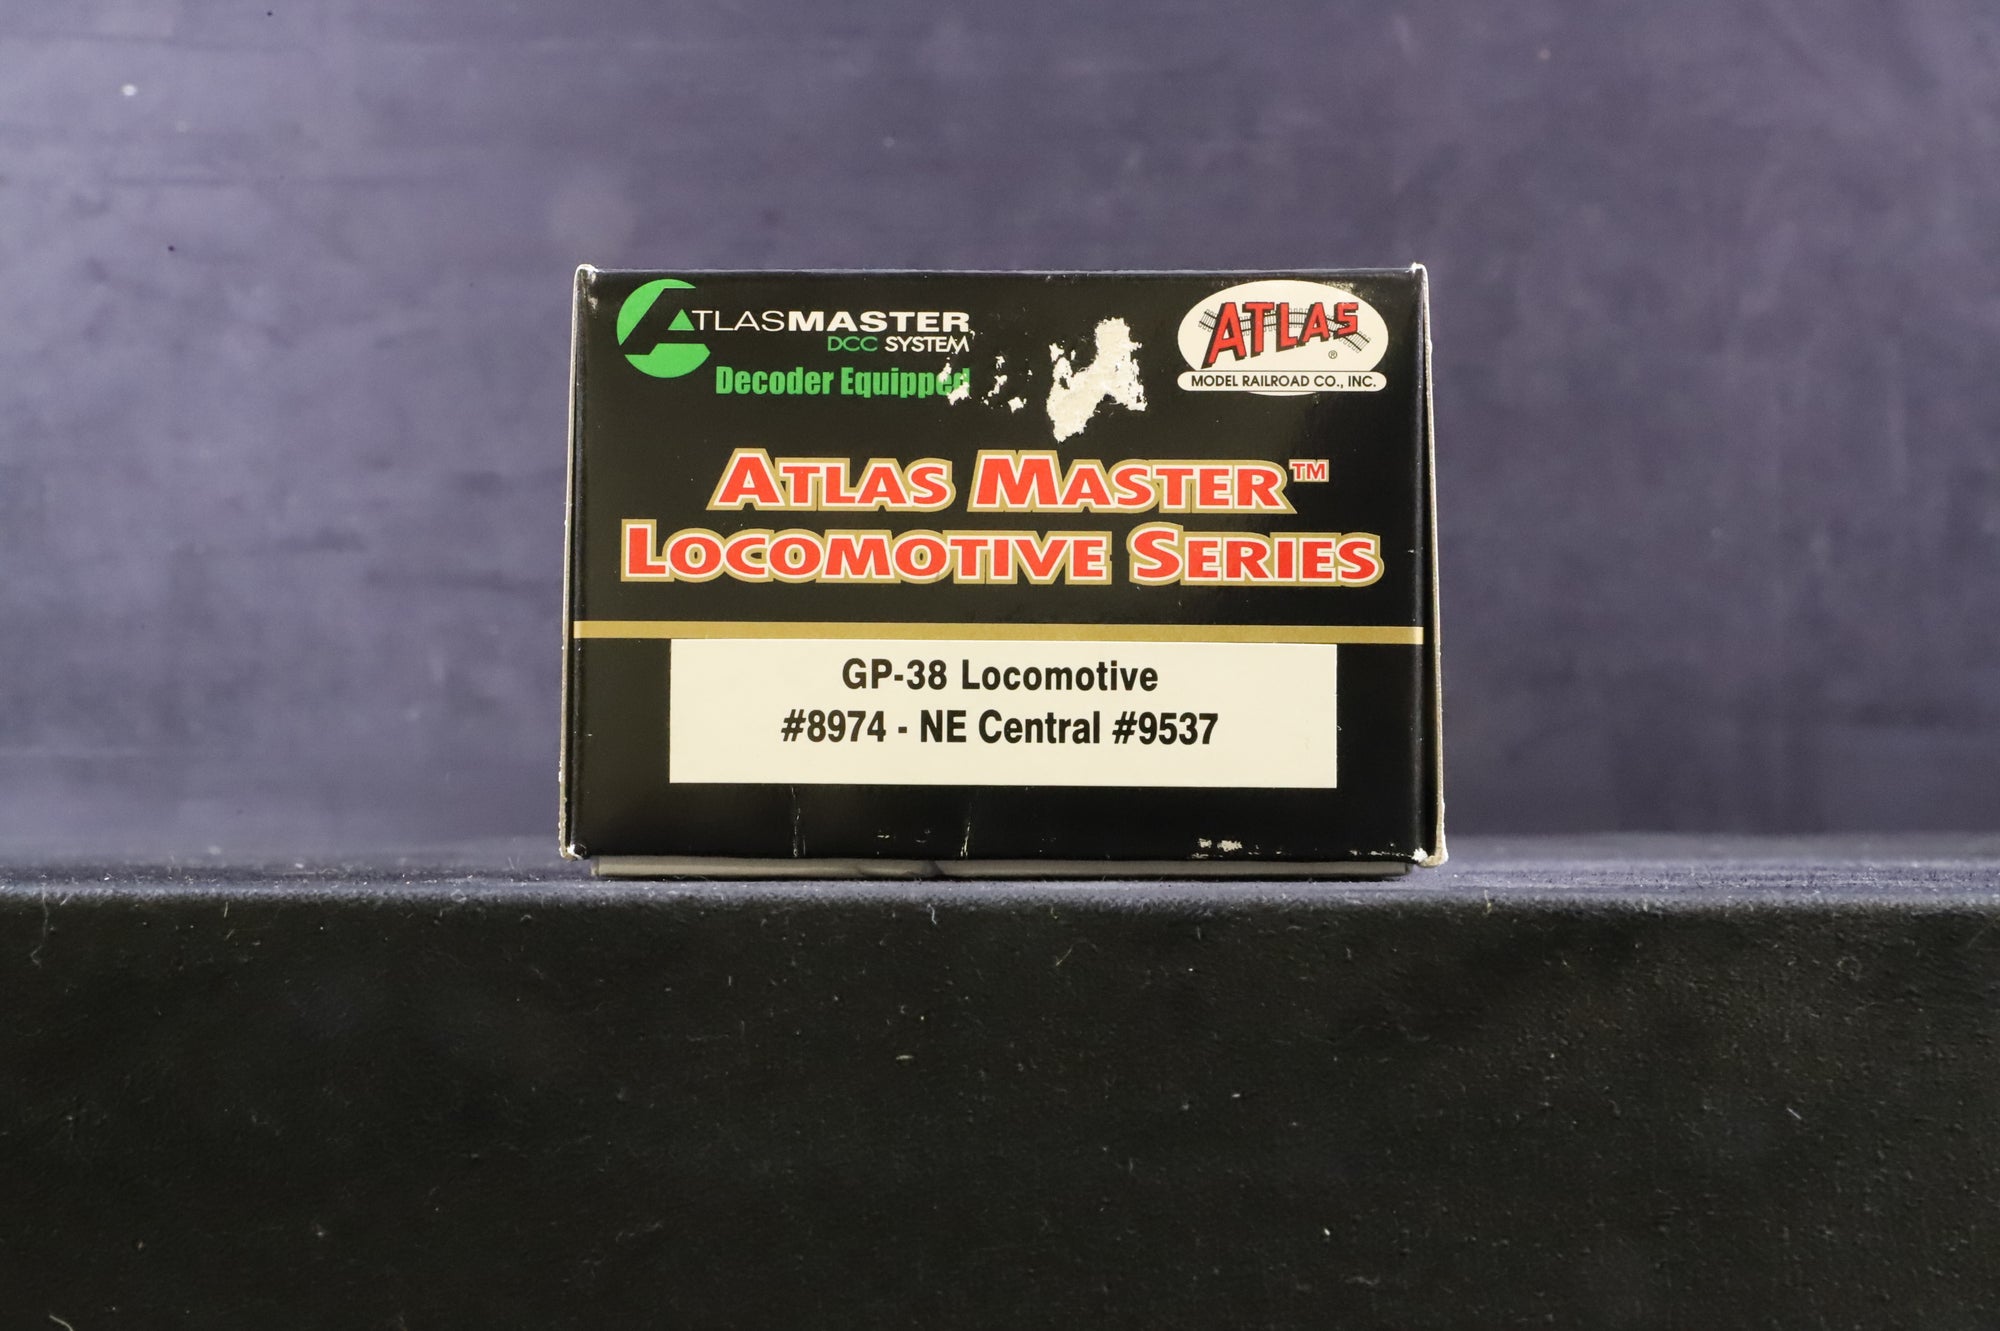 ATLASMASTER
DCC SYSTEM
Decoder Equipped
ATLAS
®
MODEL RAILROAD CO., INC.
ATLAS MASTER™
LOCOMOTIVE SERIES
GP-38 Locomotive
#8974 - NE Central #9537